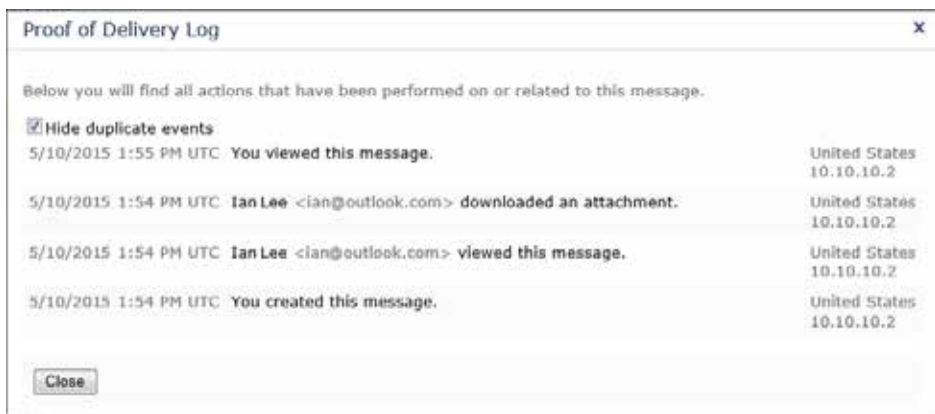 Proof of Delivery Log x
Below you will find all actions that have been performed on or related to this message.
Hide duplicate events
5/10/2015 1:55 PM UTC You viewed this message. United States
10.10.10.2
5/10/2015 1:54 PM UTC Ian Lee <ian@outlook.com> downloaded an attachment. United States
10.10.10.2
5/10/2015 1:54 PM UTC Ian Lee <ian@outlook.com> viewed this message. United States
10.10.10.2
5/10/2015 1:54 PM UTC You created this message. United States
10.10.10.2
Close